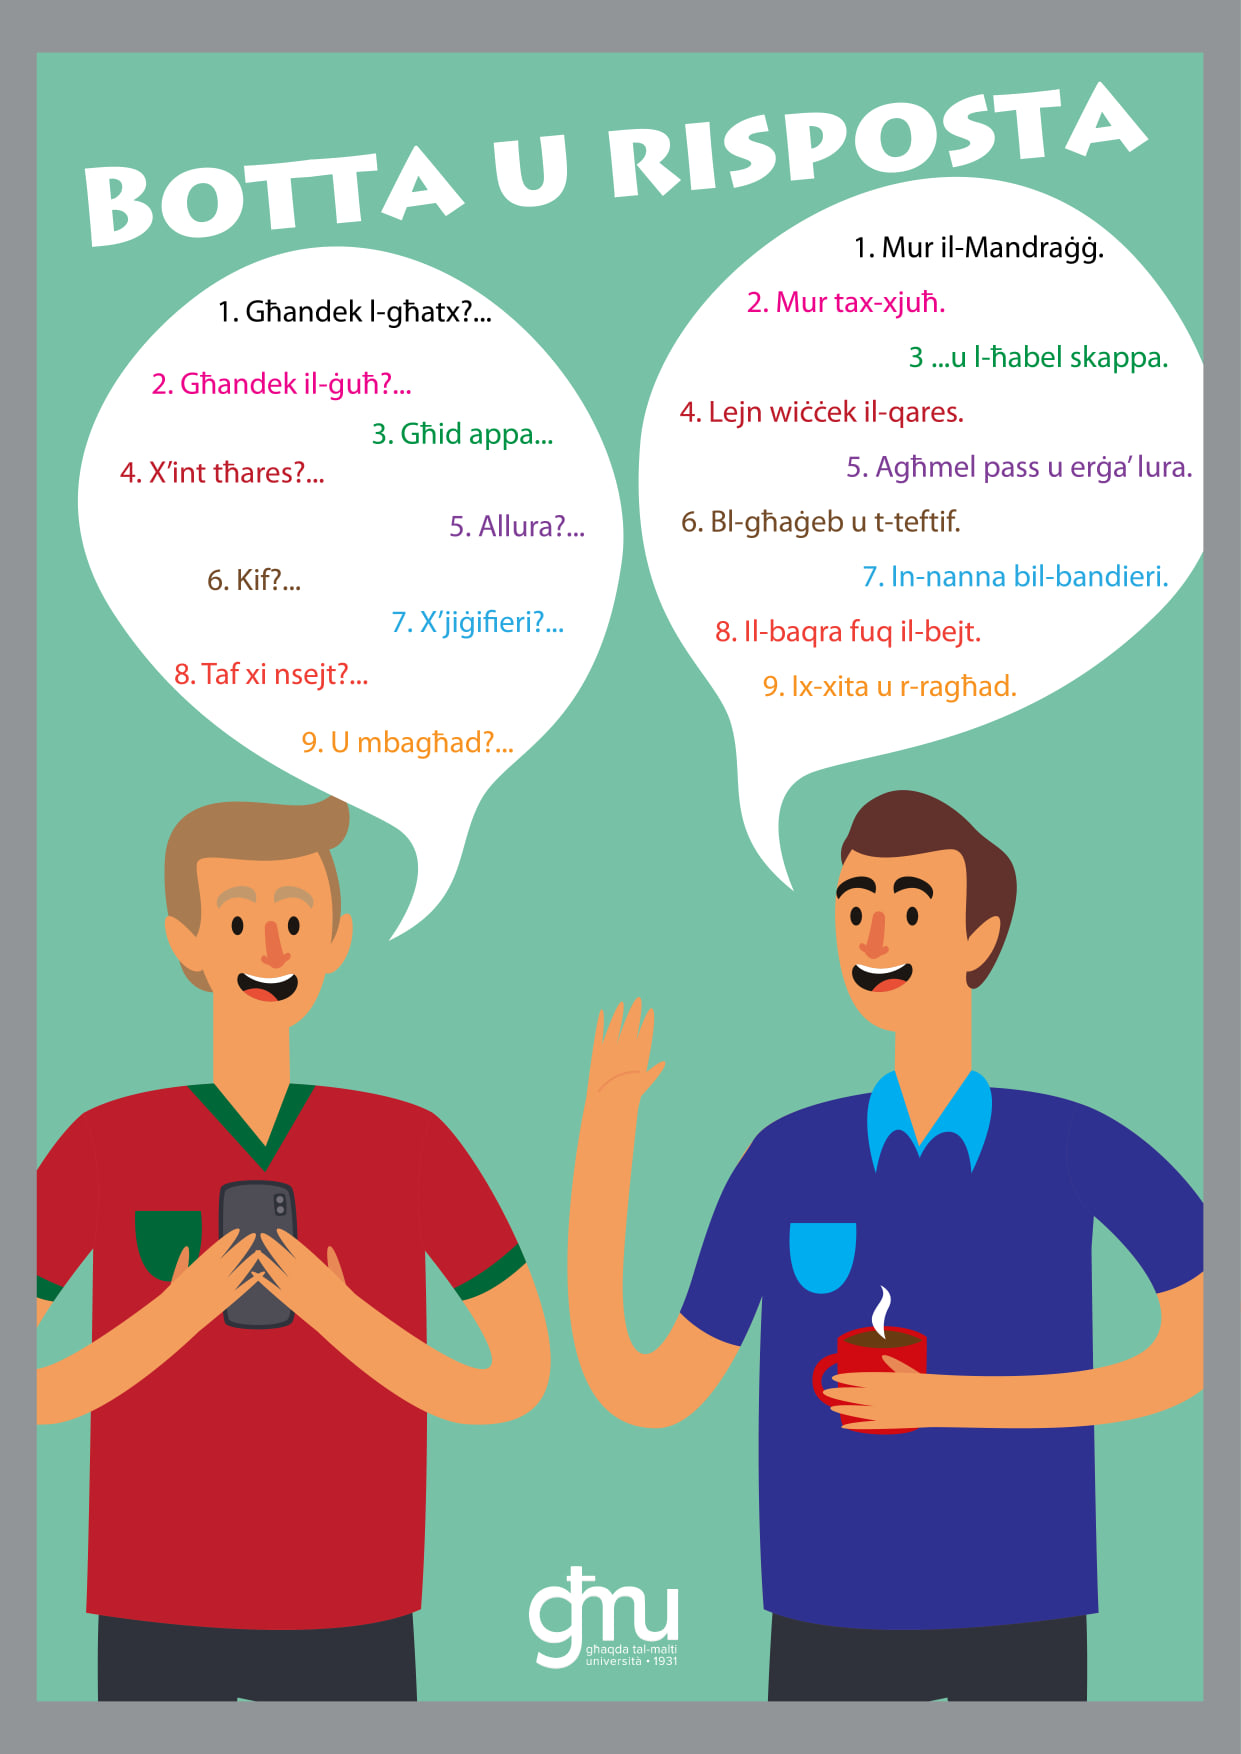 BOTTA U RISPOSTA
1. Għandek l-għatx?...
2. Għandek il-ġuħ?...
3. Għid appa...
4. X'int tħares?...
5. Allura?...
6. Kif?...
7. X'jiġifieri?...
8. Taf xi nsejt?...
9. U mbagħad?...
1. Mur il-Mandraġġ.
2. Mur tax-xjuħ.
3 ...u l-ħabel skappa.
4. Lejn wiċċek il-qares.
5. Agħmel pass u erġa' lura.
6. Bl-għaġeb u t-teftif.
7. In-nanna bil-bandieri.
8. Il-baqra fuq il-bejt.
9. Ix-xita u r-ragħad.
għmu
għaqda tal-malti
università • 1931